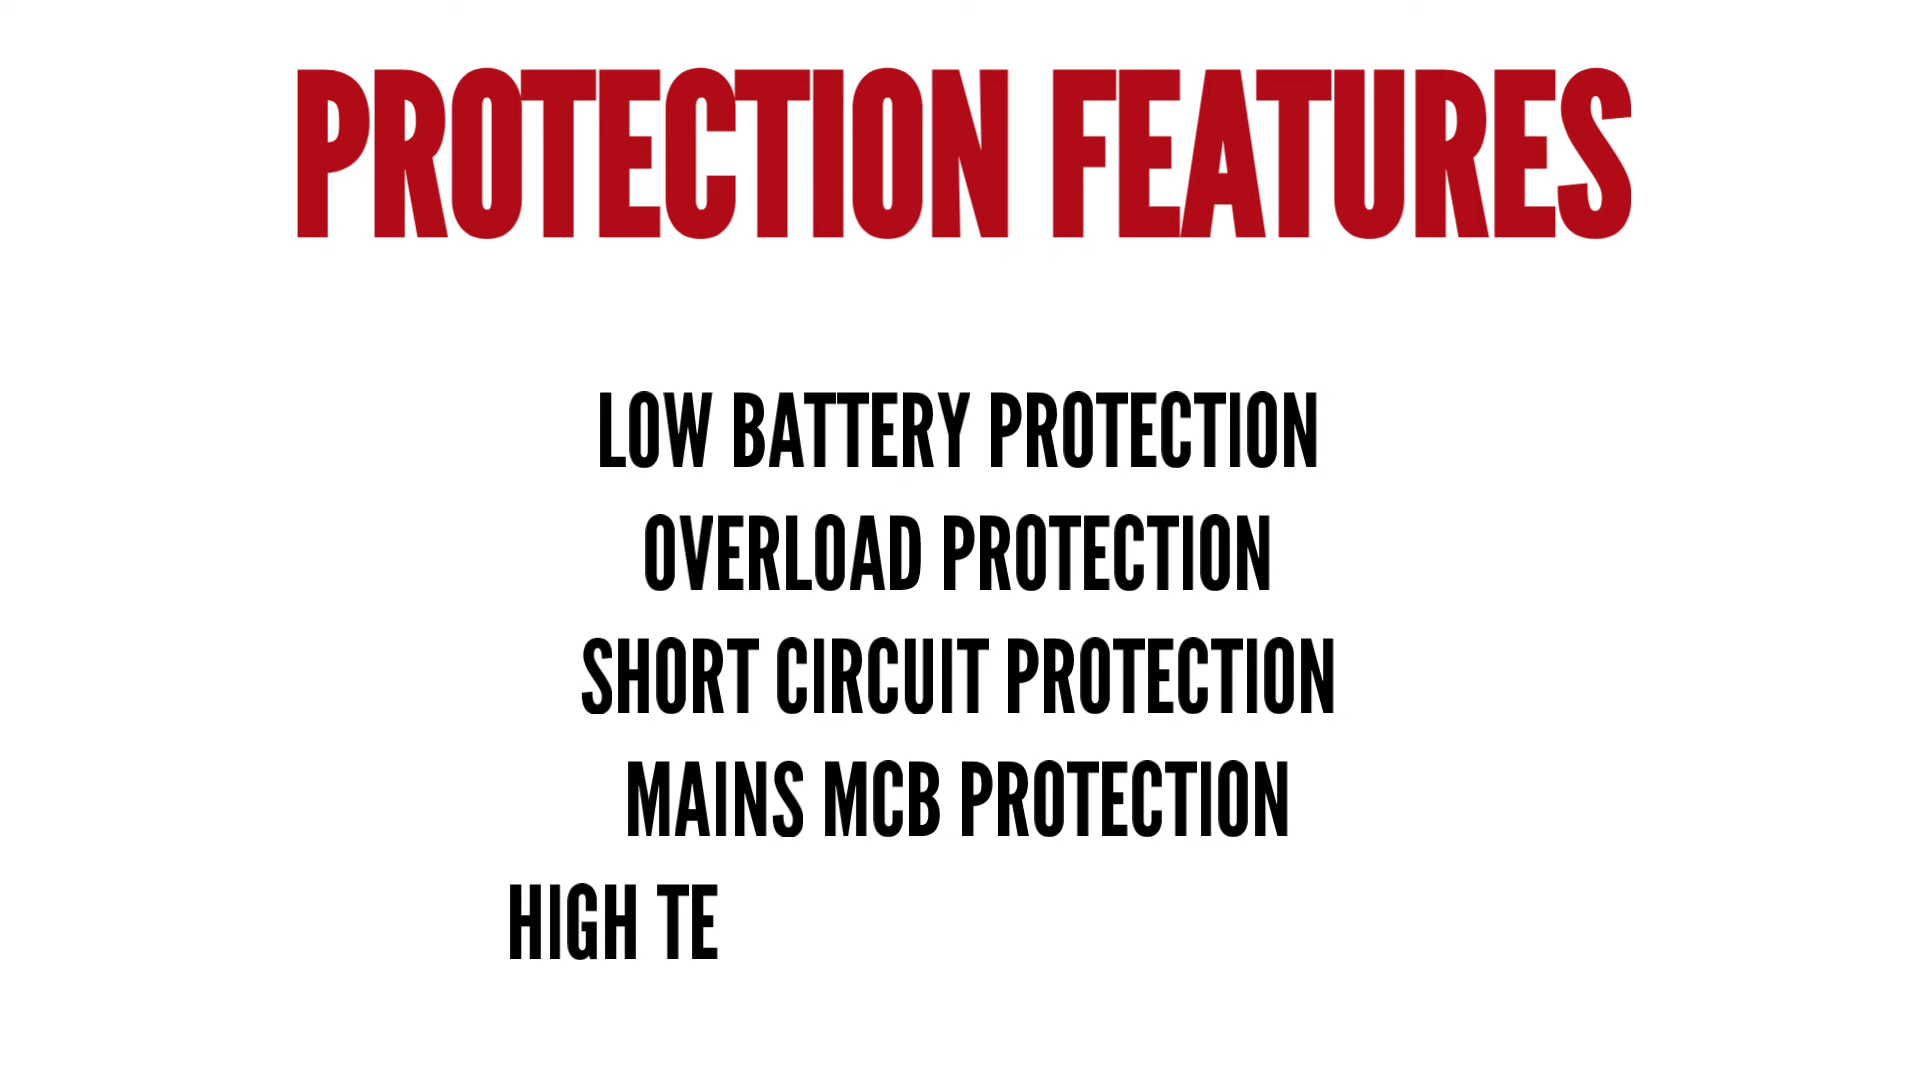 PROTECTION FEATURES
LOW BATTERY PROTECTION
OVERLOAD PROTECTION
SHORT CIRCUIT PROTECTION
MAINS MCB PROTECTION
HIGH TE